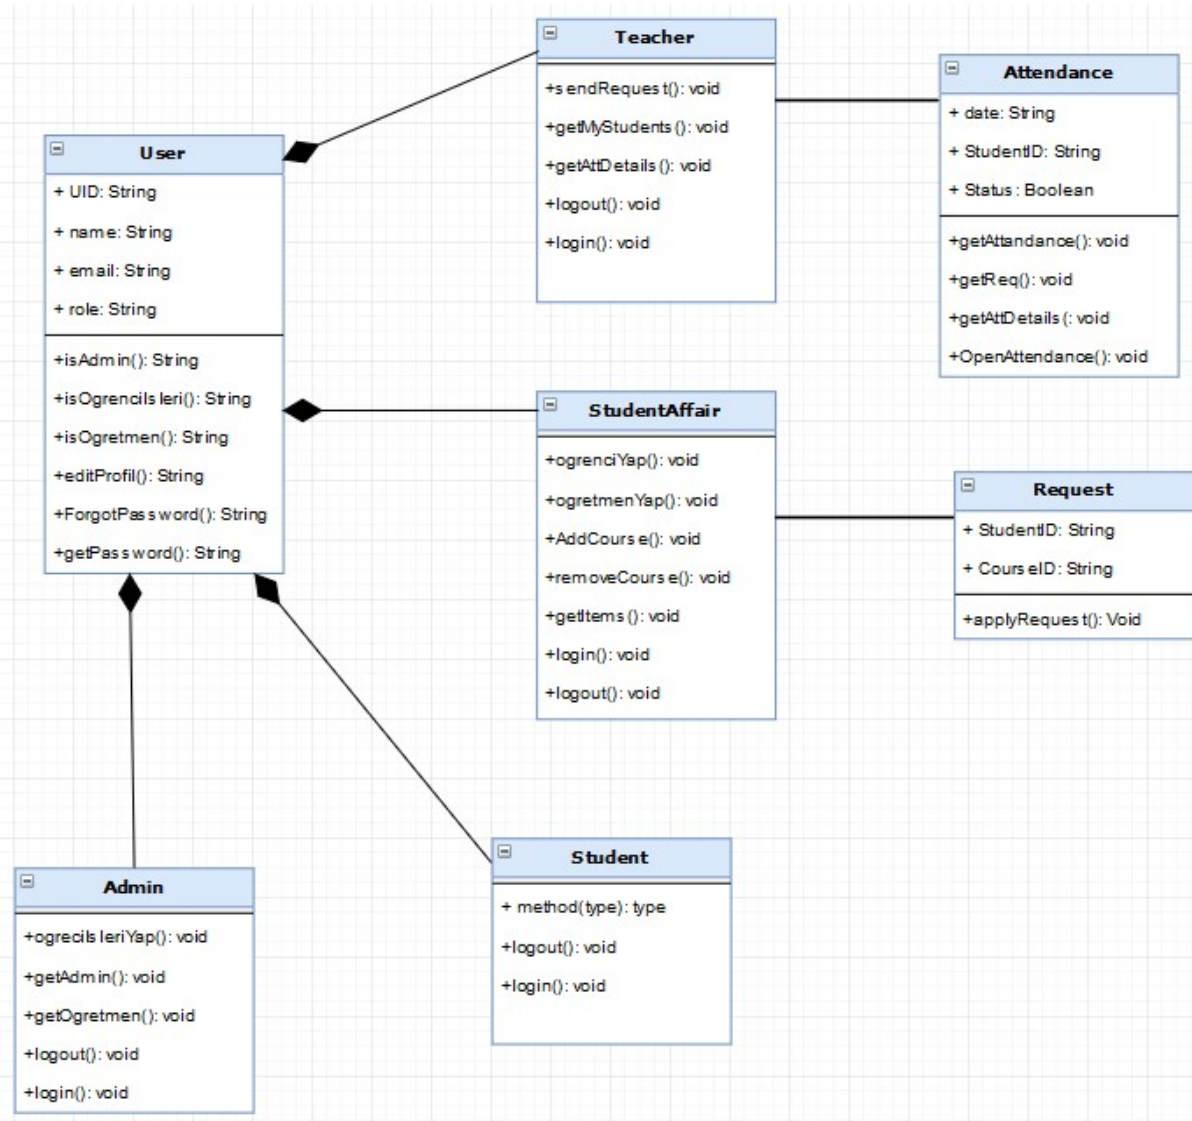 User
+ UID: String
+ name: String
+ email: String
+ role: String
+isAdmin(): String
+isOgrencilsleri(): String
+isOgretmen(): String
+editProfil(): String
+ForgotPassword(): String
+getPassword(): String
Teacher
+sendRequest(): void
+getMyStudents(): void
+getAttDetails(): void
+logout(): void
+login(): void
Attendance
+ date: String
+ StudentID: String
+ Status: Boolean
+getAttandance(): void
+getReq(): void
+getAttDetails(: void
+OpenAttendance(): void
StudentAffair
+ogrenciYap(): void
+ogretmenYap(): void
+AddCourse(): void
+removeCourse(): void
+getItems(): void
+login(): void
+logout(): void
Request
+ StudentID: String
+ CourseID: String
+applyRequest(): Void
Admin
+ogrecilsleriYap(): void
+getAdmin(): void
+getOgretmen(): void
+logout(): void
+login(): void
Student
+ method(type): type
+logout(): void
+login(): void